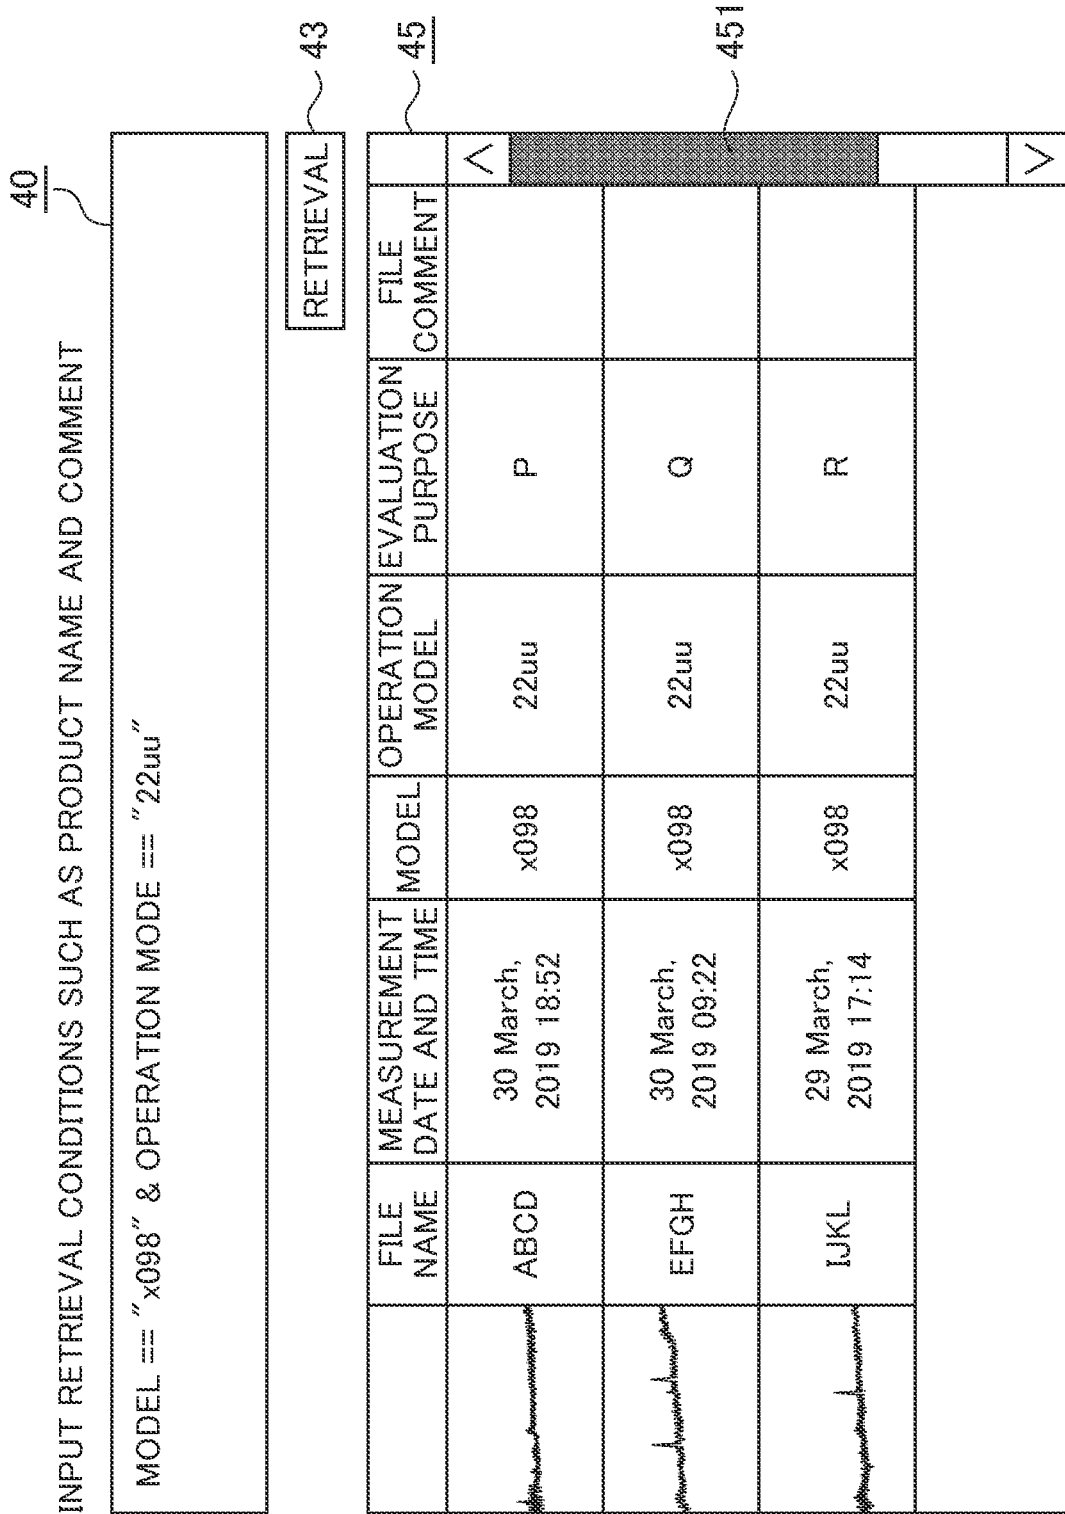 INPUT RETRIEVAL CONDITIONS SUCH AS PRODUCT NAME AND COMMENT
40
MODEL == "x098" & OPERATION MODE == "22uu"
RETRIEVAL
43
45
FILE
NAME
MEASUREMENT
DATE AND TIME
MODEL
OPERATION
MODEL
EVALUATION
PURPOSE
FILE
COMMENT
ABCD
30 March,
2019 18:52
x098
22uu
P
EFGH
30 March,
2019 09:22
x098
22uu
Q
IJKL
29 March,
2019 17:14
x098
22uu
R
451